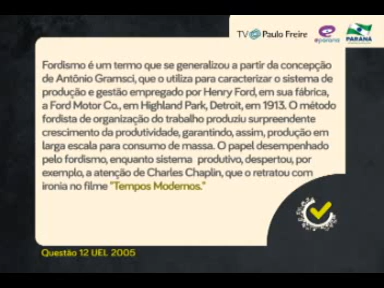 TV Paulo Freire
eparaná
PARANÁ
Fordismo é um termo que se generalizou a partir da concepção
de Antônio Gramsci, que o utiliza para caracterizar o sistema de
produção e gestão empregado por Henry Ford, em sua fábrica,
a Ford Motor Co., em Highland Park, Detroit, em 1913. O método
fordista de organização do trabalho produziu surpreendente
crescimento da produtividade, garantindo, assim, produção em
larga escala para consumo de massa. O papel desempenhado
pelo fordismo, enquanto sistema produtivo, despertou, por
exemplo, a atenção de Charles Chaplin, que o retratou com
ironia no filme "Tempos Modernos."
Questão 12 UEL 2005